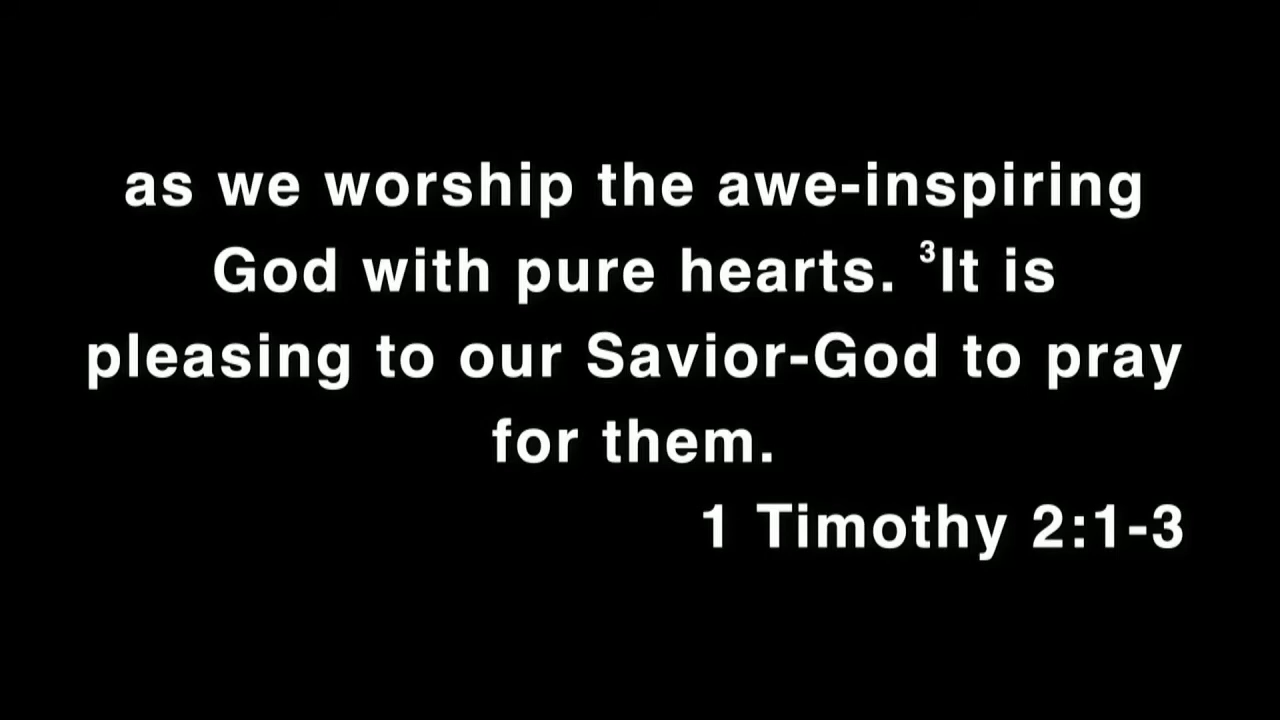 as we worship the awe-inspiring
God with pure hearts. ³It is
pleasing to our Savior-God to pray
for them.
1 Timothy 2:1-3